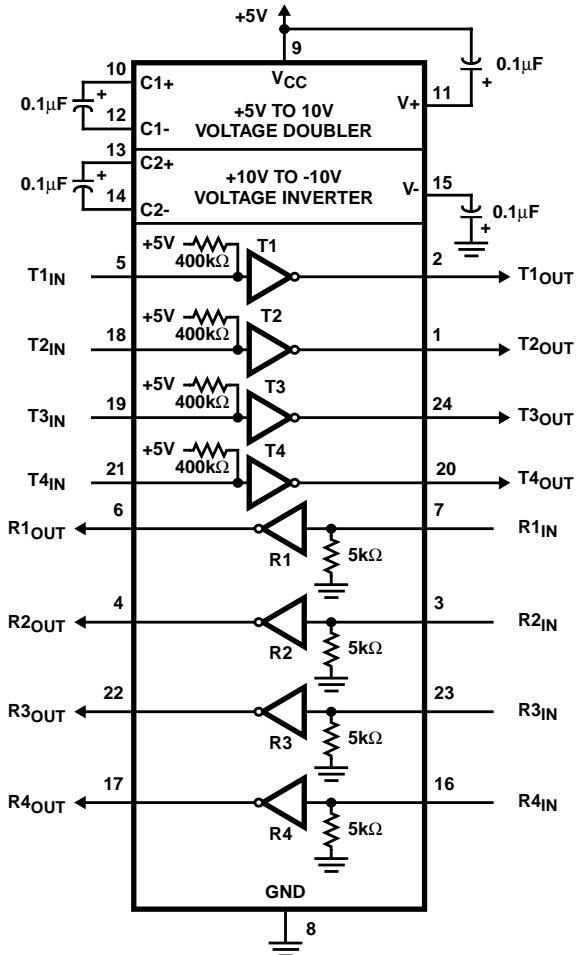 +5V
9
10
C1+
VCC
0.1μF
+
0.1μF
+
12
C1-
+5V TO 10V
VOLTAGE DOUBLER
V+
11
13
C2+
0.1μF
+
14
C2-
+10V TO -10V
VOLTAGE INVERTER
V-
15
0.1μF
+
T1IN
5
+5V
400kΩ
T1
2
T1OUT
T2IN
18
+5V
400kΩ
T2
1
T2OUT
T3IN
19
+5V
400kΩ
T3
24
T3OUT
T4IN
21
+5V
400kΩ
T4
20
T4OUT
R1OUT
6
R1
5kΩ
7
R1IN
R2OUT
4
R2
5kΩ
3
R2IN
R3OUT
22
R3
5kΩ
23
R3IN
R4OUT
17
R4
5kΩ
16
R4IN
GND
8